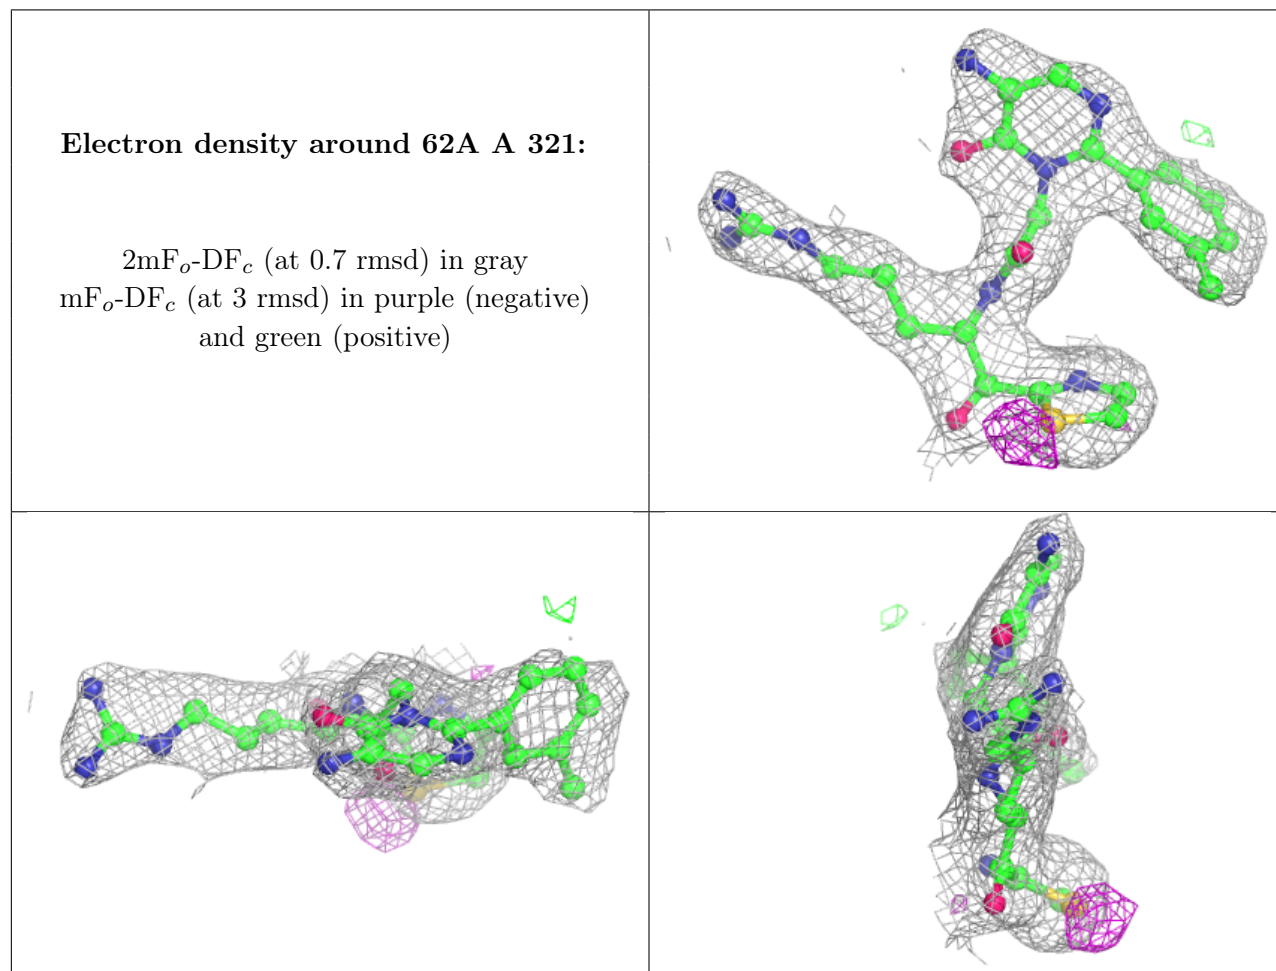 Electron density around 62A A 321:
2mFo-DFc (at 0.7 rmsd) in gray
mFo-DFc (at 3 rmsd) in purple (negative)
and green (positive)